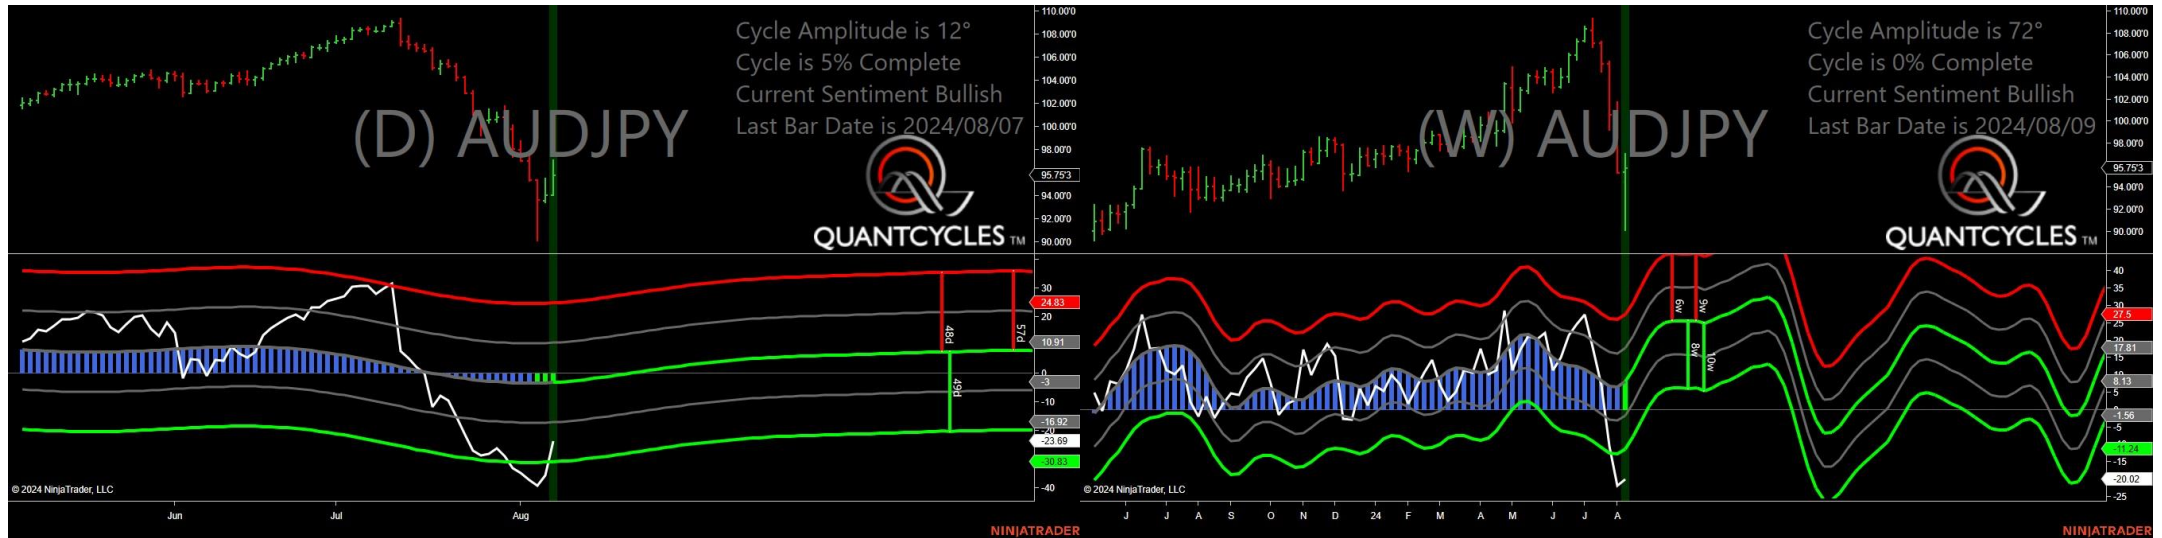 Cycle Amplitude is 12°
Cycle is 5% Complete
Current Sentiment Bullish
Last Bar Date is 2024/08/07
(D) AUDJPY
QUANTCYCLES TM
110.00'0
108.00'0
106.00'0
104.00'0
102.00'0
100.00'0
98.00'0
95.75'3
94.00'0
92.00'0
90.00'0
30
24.83
20
10.91
0
-3
-10
-16.92
-20
-23.69
-30.83
-40
48d
57d
49d
© 2024 NinjaTrader, LLC
Jun
Jul
Aug
NINJATRADER
Cycle Amplitude is 72°
Cycle is 0% Complete
Current Sentiment Bullish
Last Bar Date is 2024/08/09
(W) AUDJPY
QUANTCYCLES TM
110.00'0
108.00'0
106.00'0
104.00'0
102.00'0
100.00'0
98.00'0
95.75'3
94.00'0
92.00'0
90.00'0
40
35
30
27.5
25
20
17.81
15
10
8.13
5
-1.56
-5
-11.24
-15
-20.02
-25
6w
9w
8w
10w
© 2024 NinjaTrader, LLC
J
J
A
S
O
N
D
24
F
M
A
M
J
J
A
NINJATRADER